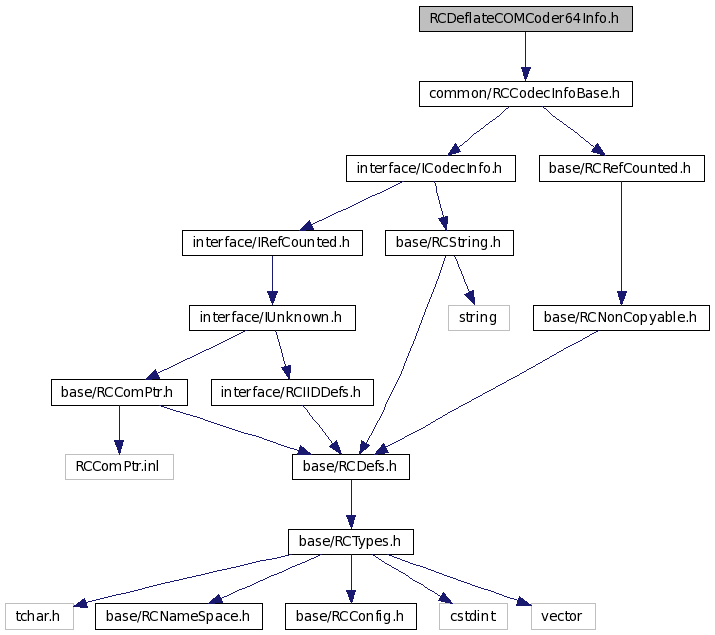 RCDeflateCOMCoder64Info.h
common/RCCodecInfoBase.h
interface/ICodecInfo.h
base/RCRefCounted.h
interface/IRefCounted.h
base/RCString.h
interface/IUnknown.h
string
base/RCNonCopyable.h
base/RCComPtr.h
interface/RCIIDDefs.h
RCComPtr.inl
base/RCDefs.h
base/RCTypes.h
tchar.h
base/RCNameSpace.h
base/RCConfig.h
cstdint
vector